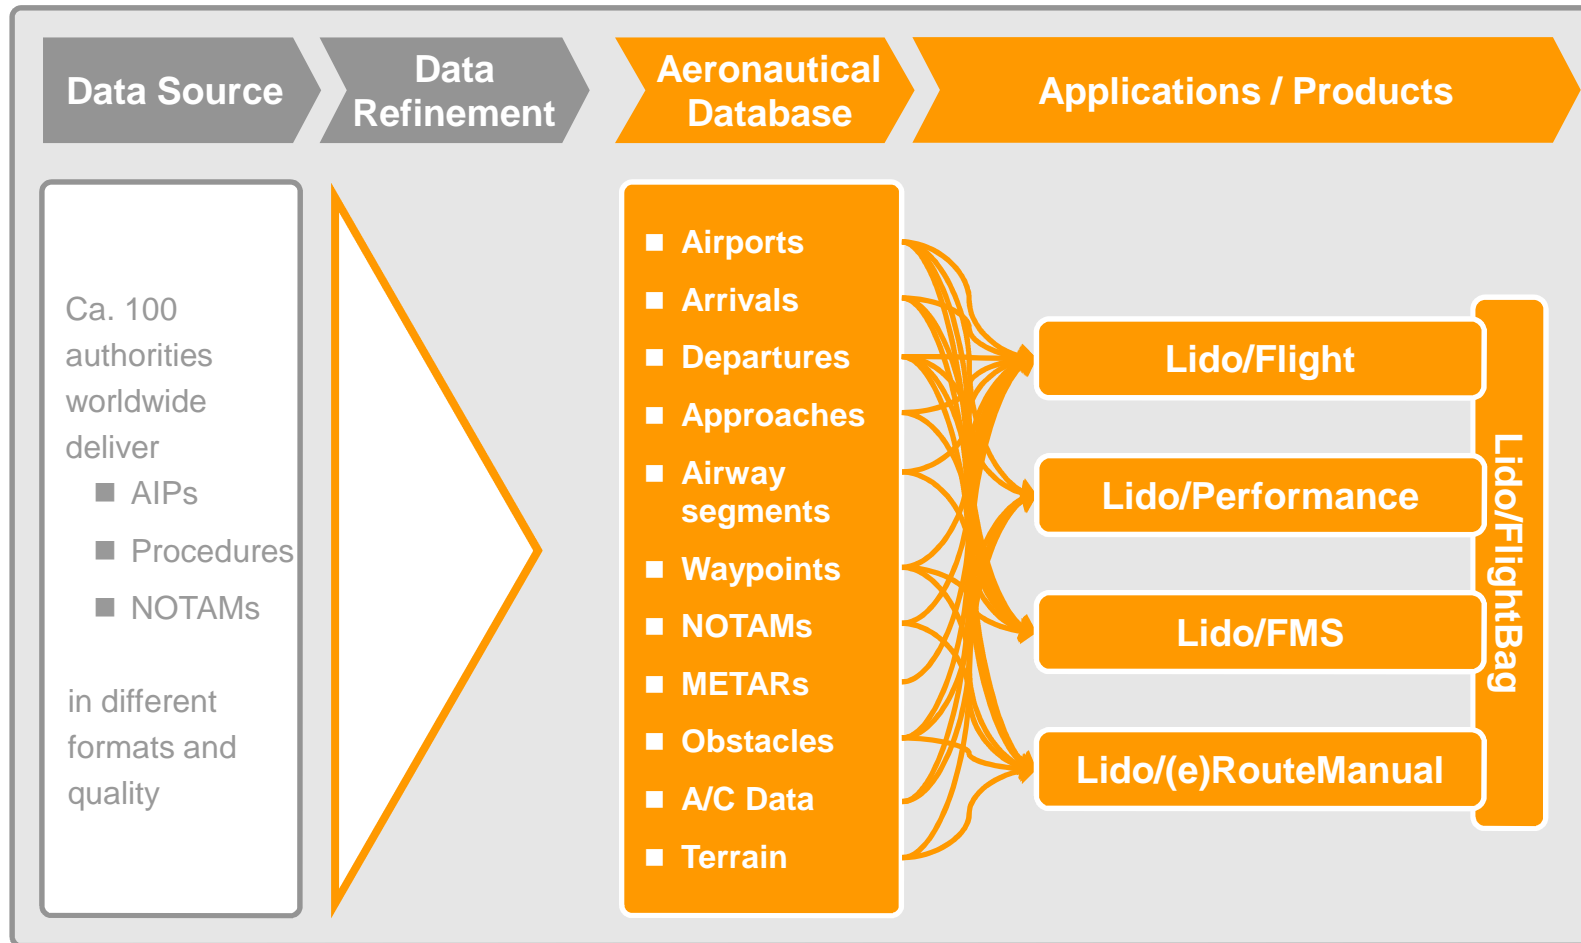 Data Source
Data
Refinement
Aeronautical
Database
Applications / Products
Ca. 100
authorities
worldwide
deliver
AIPs
Procedures
NOTAMs
in different
formats and
quality
Airports
Arrivals
Departures
Approaches
Airway
segments
Waypoints
NOTAMs
METARs
Obstacles
A/C Data
Terrain
Lido/Flight
Lido/Performance
Lido/FMS
Lido/(e)RouteManual
Lido/FlightBag